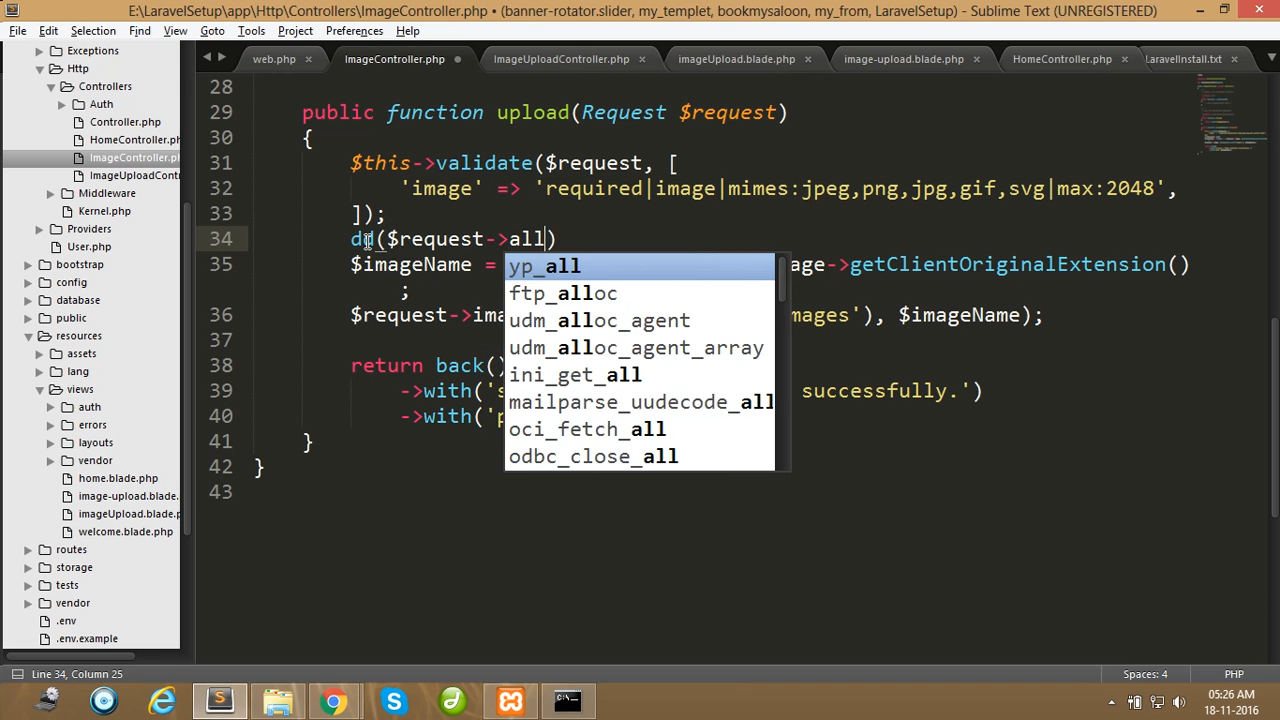 E:\LaravelSetup\app\Http\Controllers\ImageController.php • (banner-rotator.slider, my_templet, bookmysaloon, my_from, LaravelSetup) - Sublime Text (UNREGISTERED)
File Edit Selection Find View Goto Tools Project Preferences Help
web.php × ImageController.php ImageUploadController.php × imageUpload.blade.php × image-upload.blade.php × HomeController.php × LaravelInstall.txt ×
Exceptions
Http
Controllers
Auth
Controller.php
HomeController.ph
ImageController.ph
ImageUploadContr
Middleware
Kernel.php
Providers
User.php
bootstrap
config
database
public
resources
assets
lang
views
auth
errors
layouts
vendor
home.blade.php
image-upload.blade.
imageUpload.blade.p
welcome.blade.php
routes
storage
tests
vendor
.env
.env.example
28
29 public function upload(Request $request)
30 {
31 $this->validate($request, [
32 'image' => 'required|image|mimes:jpeg,png,jpg,gif,svg|max:2048',
33 ]);
34 dd($request->all)
35 $imageName = age->getClientOriginalExtension()
;
36 $request->ima mages'), $imageName);
37
38 return back()
39 ->with('s successfully.')
40 ->with('p
41 }
42 }
43
yp_all
ftp_alloc
udm_alloc_agent
udm_alloc_agent_array
ini_get_all
mailparse_uudecode_all
oci_fetch_all
odbc_close_all
Line 34, Column 25 Spaces: 4 PHP
05:26 AM
18-11-2016